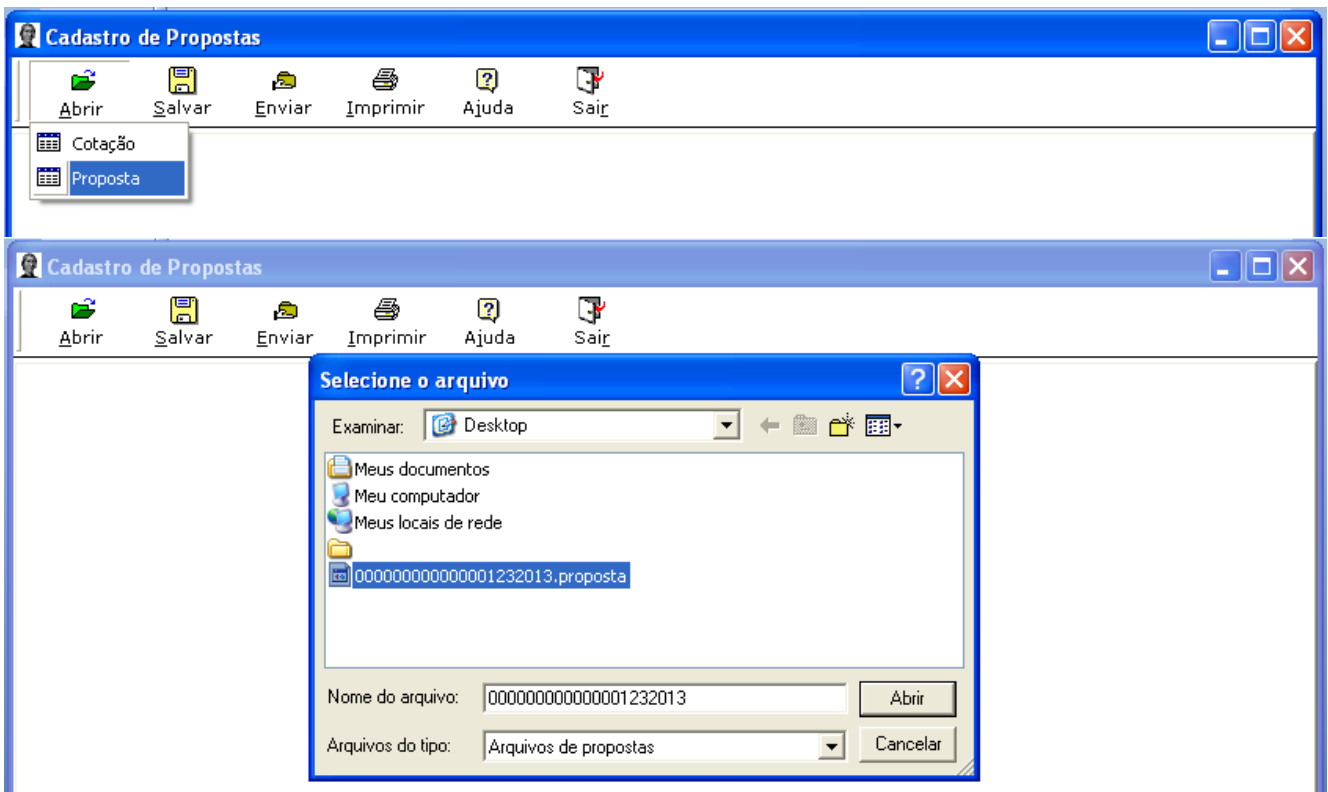 Cadastro de Propostas
Abrir Salvar Enviar Imprimir Ajuda Sair
Cotação
Proposta
Cadastro de Propostas
Abrir Salvar Enviar Imprimir Ajuda Sair
Selecione o arquivo
Examinar: Desktop
Meus documentos
Meu computador
Meus locais de rede
000000000000001232013.proposta
Nome do arquivo: 000000000000001232013 Abrir
Arquivos do tipo: Arquivos de propostas Cancelar